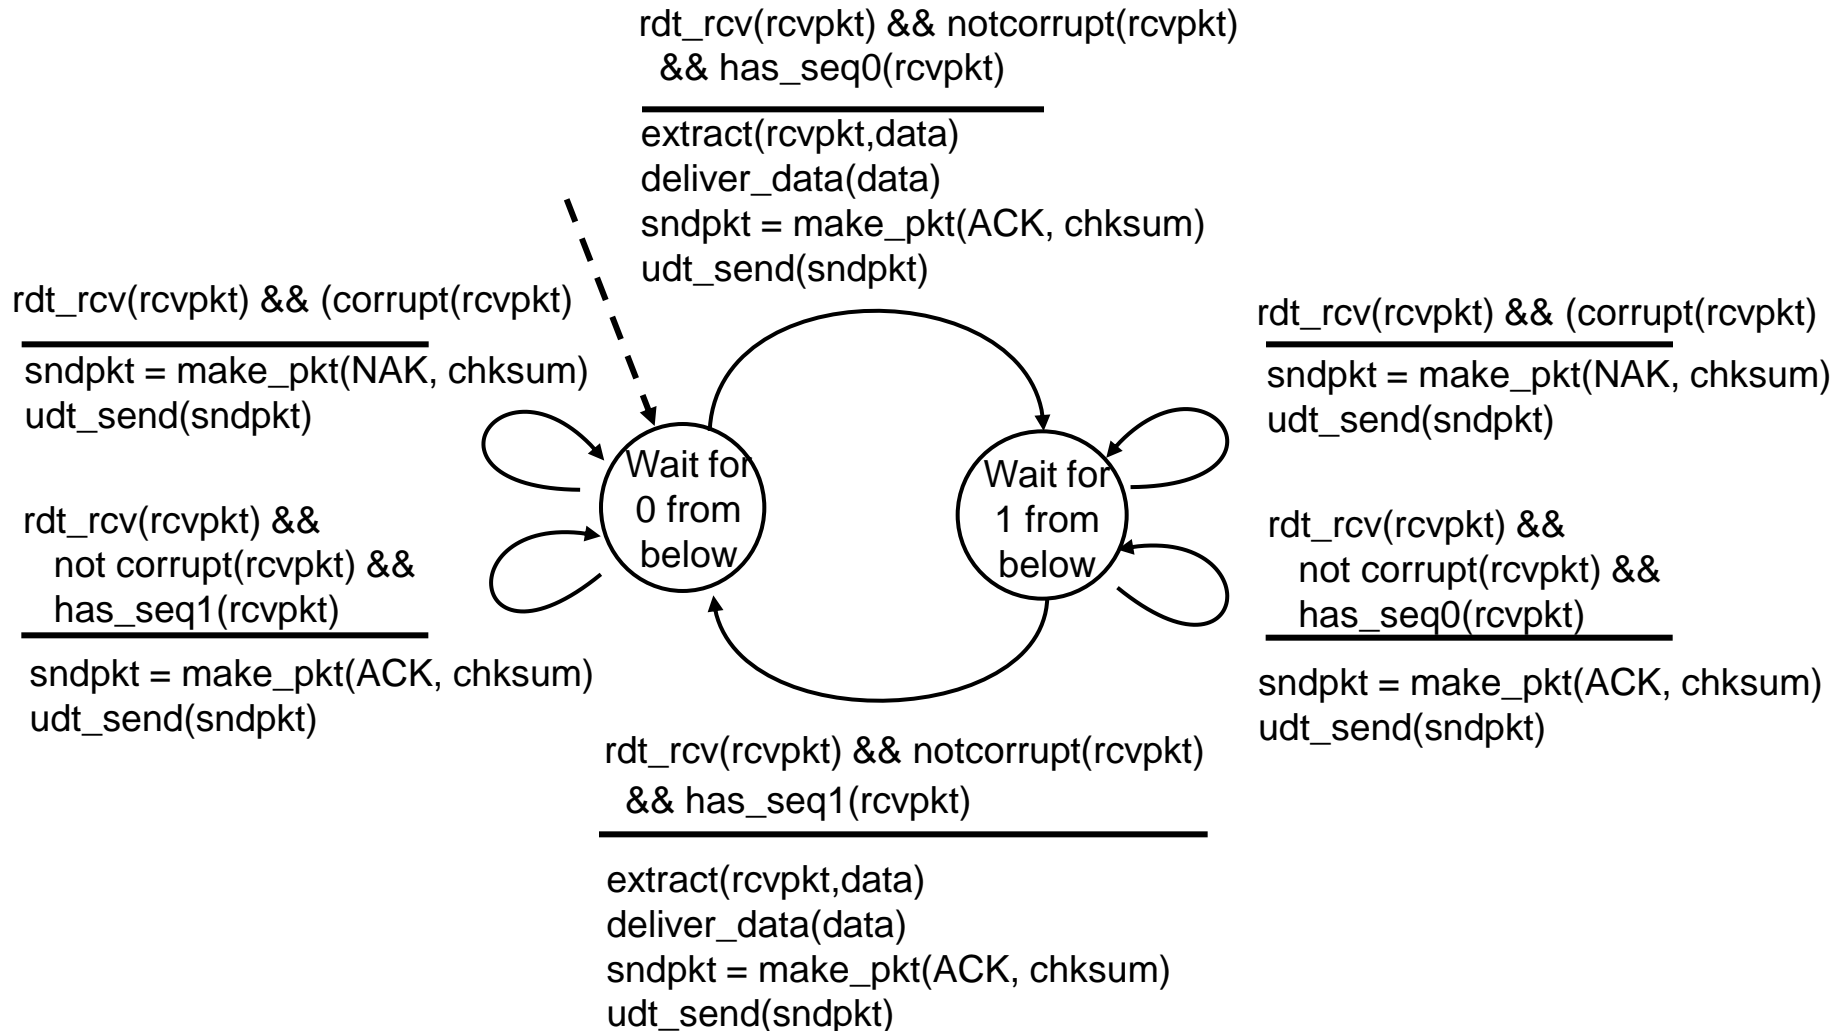 rdt_rcv(rcvpkt) && notcorrupt(rcvpkt)
&& has_seq0(rcvpkt)
extract(rcvpkt,data)
deliver_data(data)
sndpkt = make_pkt(ACK, chksum)
udt_send(sndpkt)
rdt_rcv(rcvpkt) && (corrupt(rcvpkt)
sndpkt = make_pkt(NAK, chksum)
udt_send(sndpkt)
rdt_rcv(rcvpkt) &&
not corrupt(rcvpkt) &&
has_seq1(rcvpkt)
sndpkt = make_pkt(ACK, chksum)
udt_send(sndpkt)
Wait for
0 from
below
Wait for
1 from
below
rdt_rcv(rcvpkt) && (corrupt(rcvpkt)
sndpkt = make_pkt(NAK, chksum)
udt_send(sndpkt)
rdt_rcv(rcvpkt) &&
not corrupt(rcvpkt) &&
has_seq0(rcvpkt)
sndpkt = make_pkt(ACK, chksum)
udt_send(sndpkt)
rdt_rcv(rcvpkt) && notcorrupt(rcvpkt)
&& has_seq1(rcvpkt)
extract(rcvpkt,data)
deliver_data(data)
sndpkt = make_pkt(ACK, chksum)
udt_send(sndpkt)